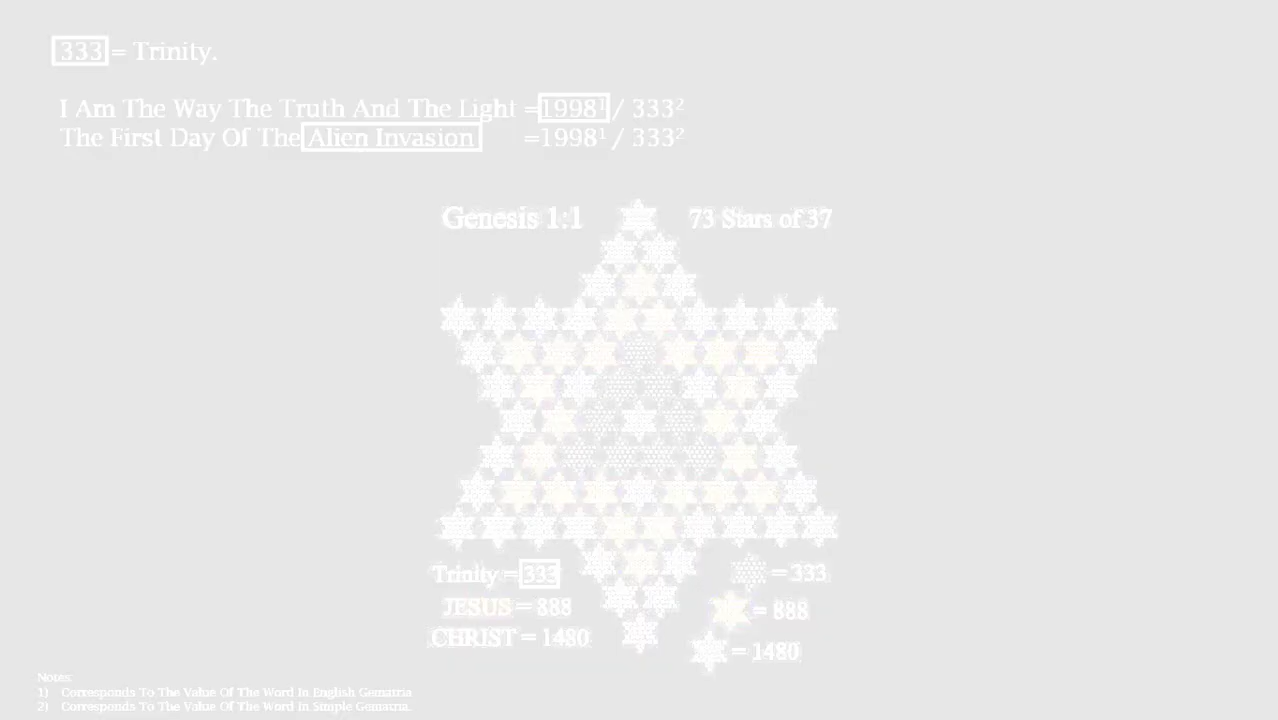 333 = Trinity.
I Am The Way The Truth And The Light =1998¹ / 333²
The First Day Of The Alien Invasion =1998¹ / 333²
Genesis 1:1 73 Stars of 37
Trinity = 333 = 333
JESUS = 888 = 888
CHRIST = 1480 = 1480
Notes:
1) Corresponds To The Value Of The Word In English Gematria
2) Corresponds To The Value Of The Word In Simple Gematria.